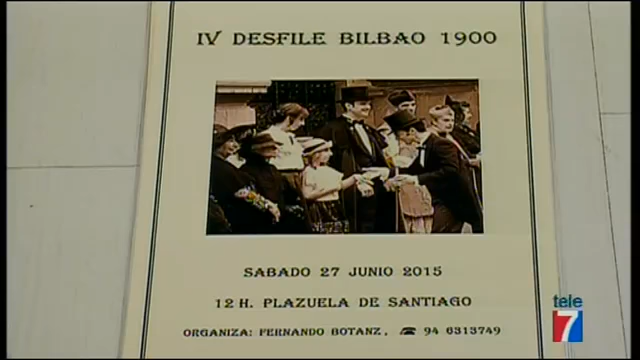 IV DESFILE BILBAO 1900
SABADO 27 JUNIO 2015
12 H. PLAZUELA DE SANTIAGO
ORGANIZA: FERNANDO BOTANZ, ☎ 94 6313749
tele
7